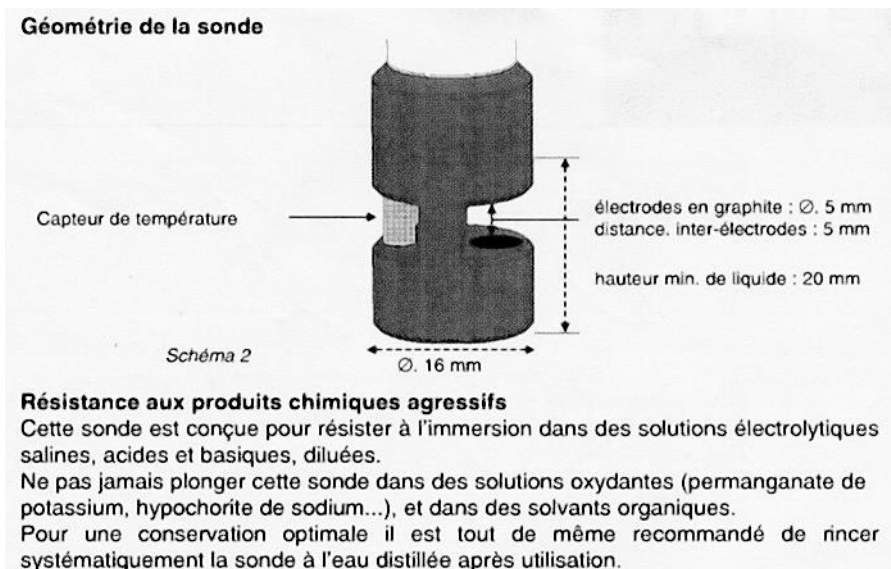 Géométrie de la sonde
Capteur de température
électrodes en graphite : Ø. 5 mm
distance. inter-électrodes : 5 mm
hauteur min. de liquide : 20 mm
Schéma 2
Ø. 16 mm
Résistance aux produits chimiques agressifs
Cette sonde est conçue pour résister à l'immersion dans des solutions électrolytiques
salines, acides et basiques, diluées.
Ne pas jamais plonger cette sonde dans des solutions oxydantes (permanganate de
potassium, hypochorite de sodium...), et dans des solvants organiques.
Pour une conservation optimale il est tout de même recommandé de rincer
systématiquement la sonde à l'eau distillée après utilisation.